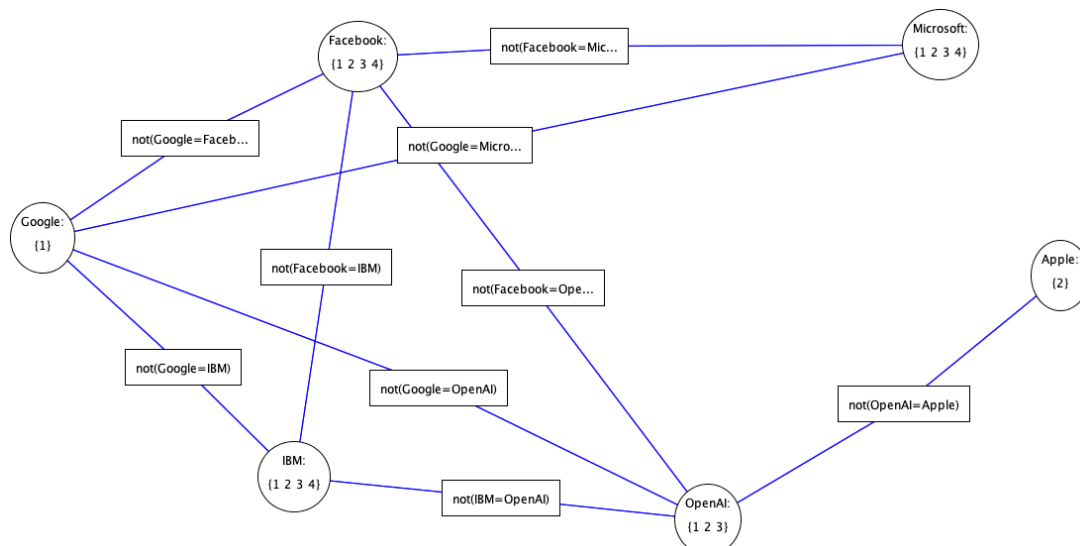 Facebook:
{1 2 3 4}
not(Facebook=Mic...
Microsoft:
{1 2 3 4}
not(Google=Faceb...
not(Google=Micro...
Google:
{1}
not(Facebook=IBM)
not(Facebook=Ope...
Apple:
{2}
not(Google=IBM)
not(Google=OpenAI)
not(OpenAI=Apple)
IBM:
{1 2 3 4}
not(IBM=OpenAI)
OpenAI:
{1 2 3}